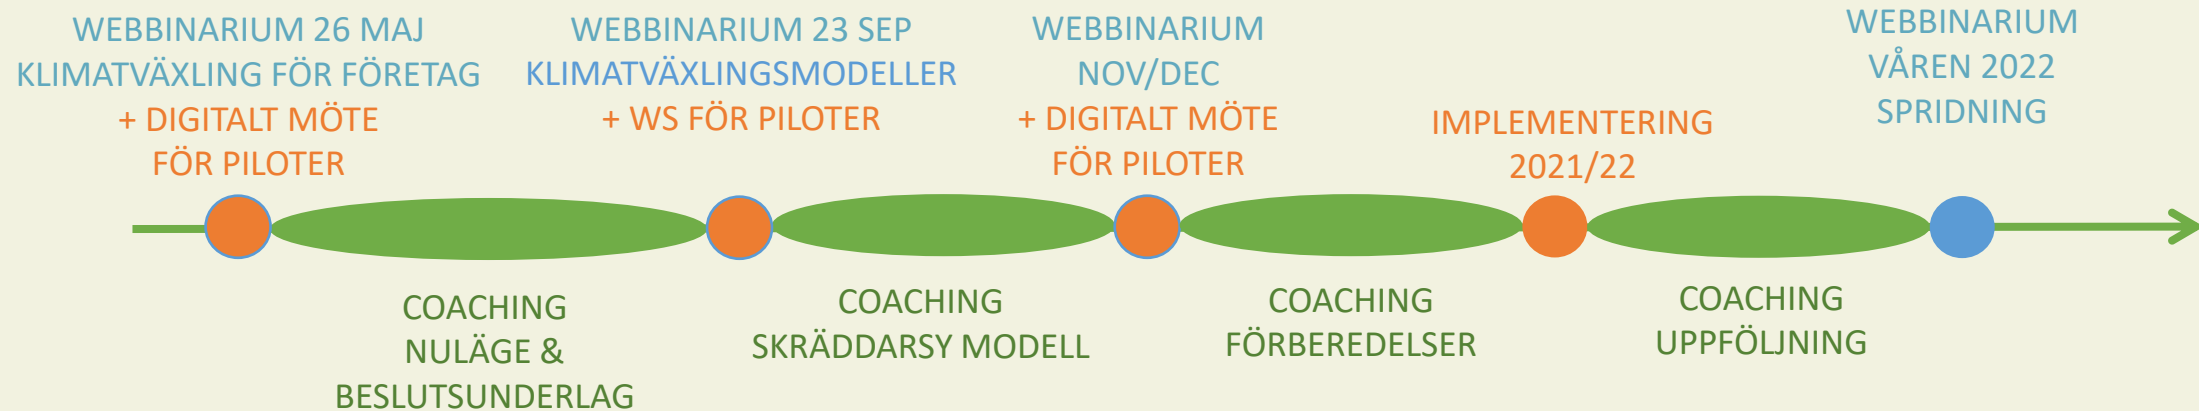 WEBBINARIUM 26 MAJ
KLIMATVÄXLING FÖR FÖRETAG
+ DIGITALT MÖTE
FÖR PILOTER
WEBBINARIUM 23 SEP
KLIMATVÄXLINGSMODELLER
+ WS FÖR PILOTER
WEBBINARIUM
NOV/DEC
+ DIGITALT MÖTE
FÖR PILOTER
IMPLEMENTERING
2021/22
WEBBINARIUM
VÅREN 2022
SPRIDNING
COACHING
NULÄGE &
BESLUTSUNDERLAG
COACHING
SKRÄDDARSY MODELL
COACHING
FÖRBEREDELSER
COACHING
UPPFÖLJNING